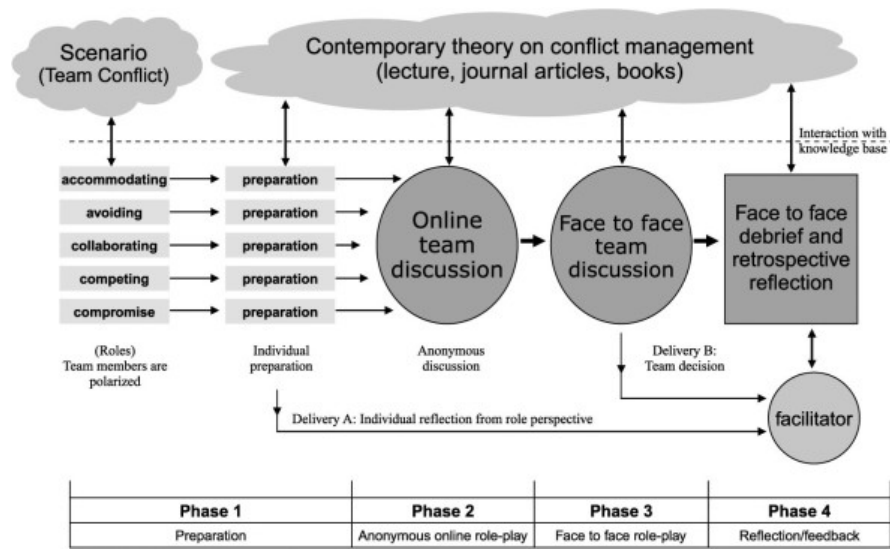 Scenario
(Team Conflict)
Contemporary theory on conflict management
(lecture, journal articles, books)
Interaction with
knowledge base
accommodating
preparation
avoiding
preparation
collaborating
preparation
competing
preparation
compromise
preparation
Online
team
discussion
Face to face
team
discussion
Face to face
debrief and
retrospective
reflection
(Roles)
Team members are
polarized
Individual
preparation
Anonymous
discussion
Delivery B:
Team decision
Delivery A: Individual reflection from role perspective
facilitator
Phase 1
Phase 2
Phase 3
Phase 4
Preparation
Anonymous online role-play
Face to face role-play
Reflection/feedback